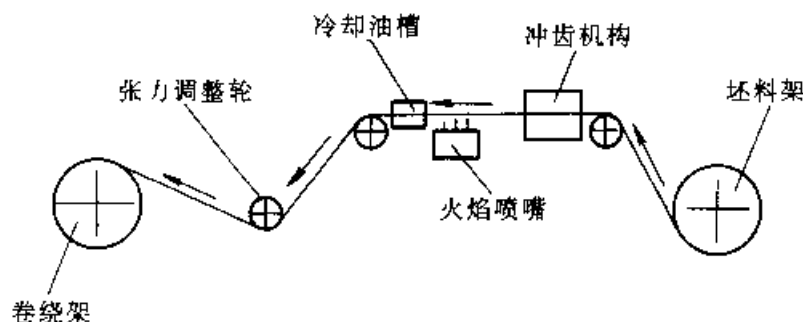 冷却油槽
冲齿机构
张力调整轮
坯料架
火焰喷嘴
卷绕架